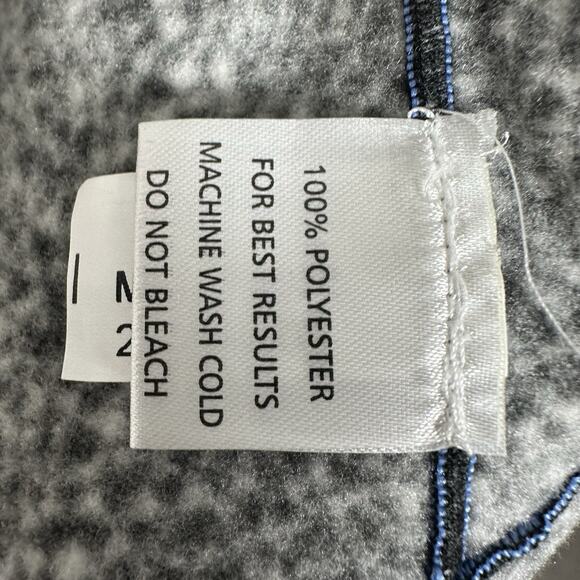 100% POLYESTER
FOR BEST RESULTS
MACHINE WASH COLD
DO NOT BLEACH